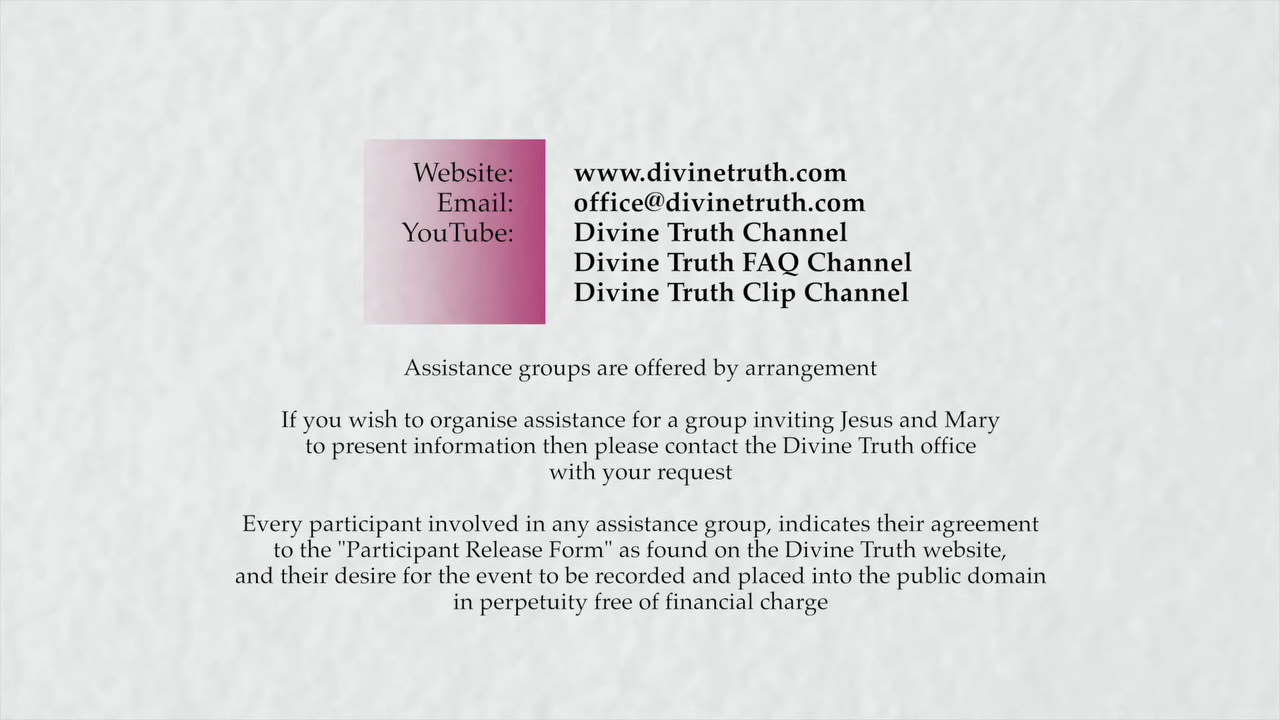 Website: www.divinetruth.com
Email: office@divinetruth.com
YouTube: Divine Truth Channel
Divine Truth FAQ Channel
Divine Truth Clip Channel
Assistance groups are offered by arrangement
If you wish to organise assistance for a group inviting Jesus and Mary
to present information then please contact the Divine Truth office
with your request
Every participant involved in any assistance group, indicates their agreement
to the "Participant Release Form" as found on the Divine Truth website,
and their desire for the event to be recorded and placed into the public domain
in perpetuity free of financial charge